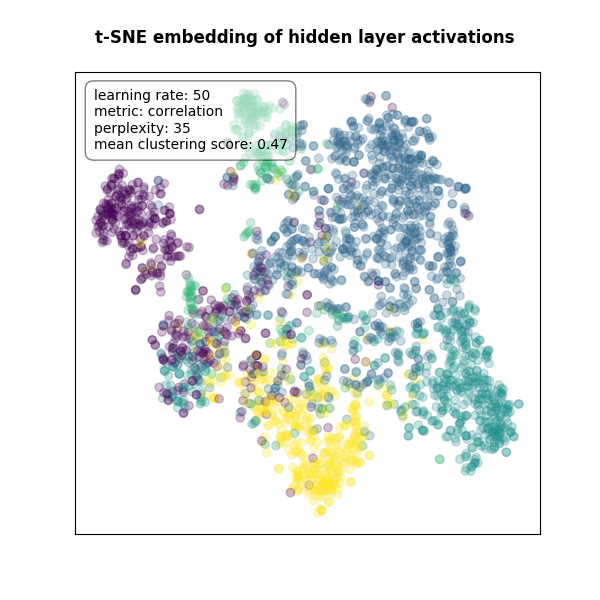 t-SNE embedding of hidden layer activations
learning rate: 50
metric: correlation
perplexity: 35
mean clustering score: 0.47